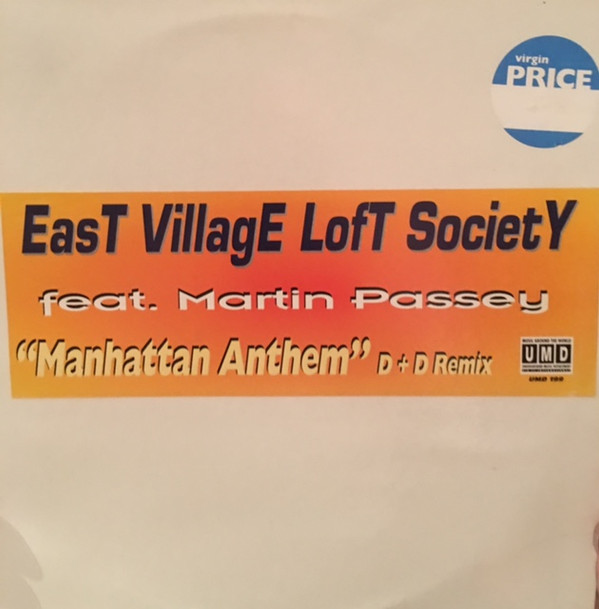 virgin
PRICE
EasT VillagE LofT SocietY
feat. Martin Passey
“Manhattan Anthem” D + D Remix
UMD